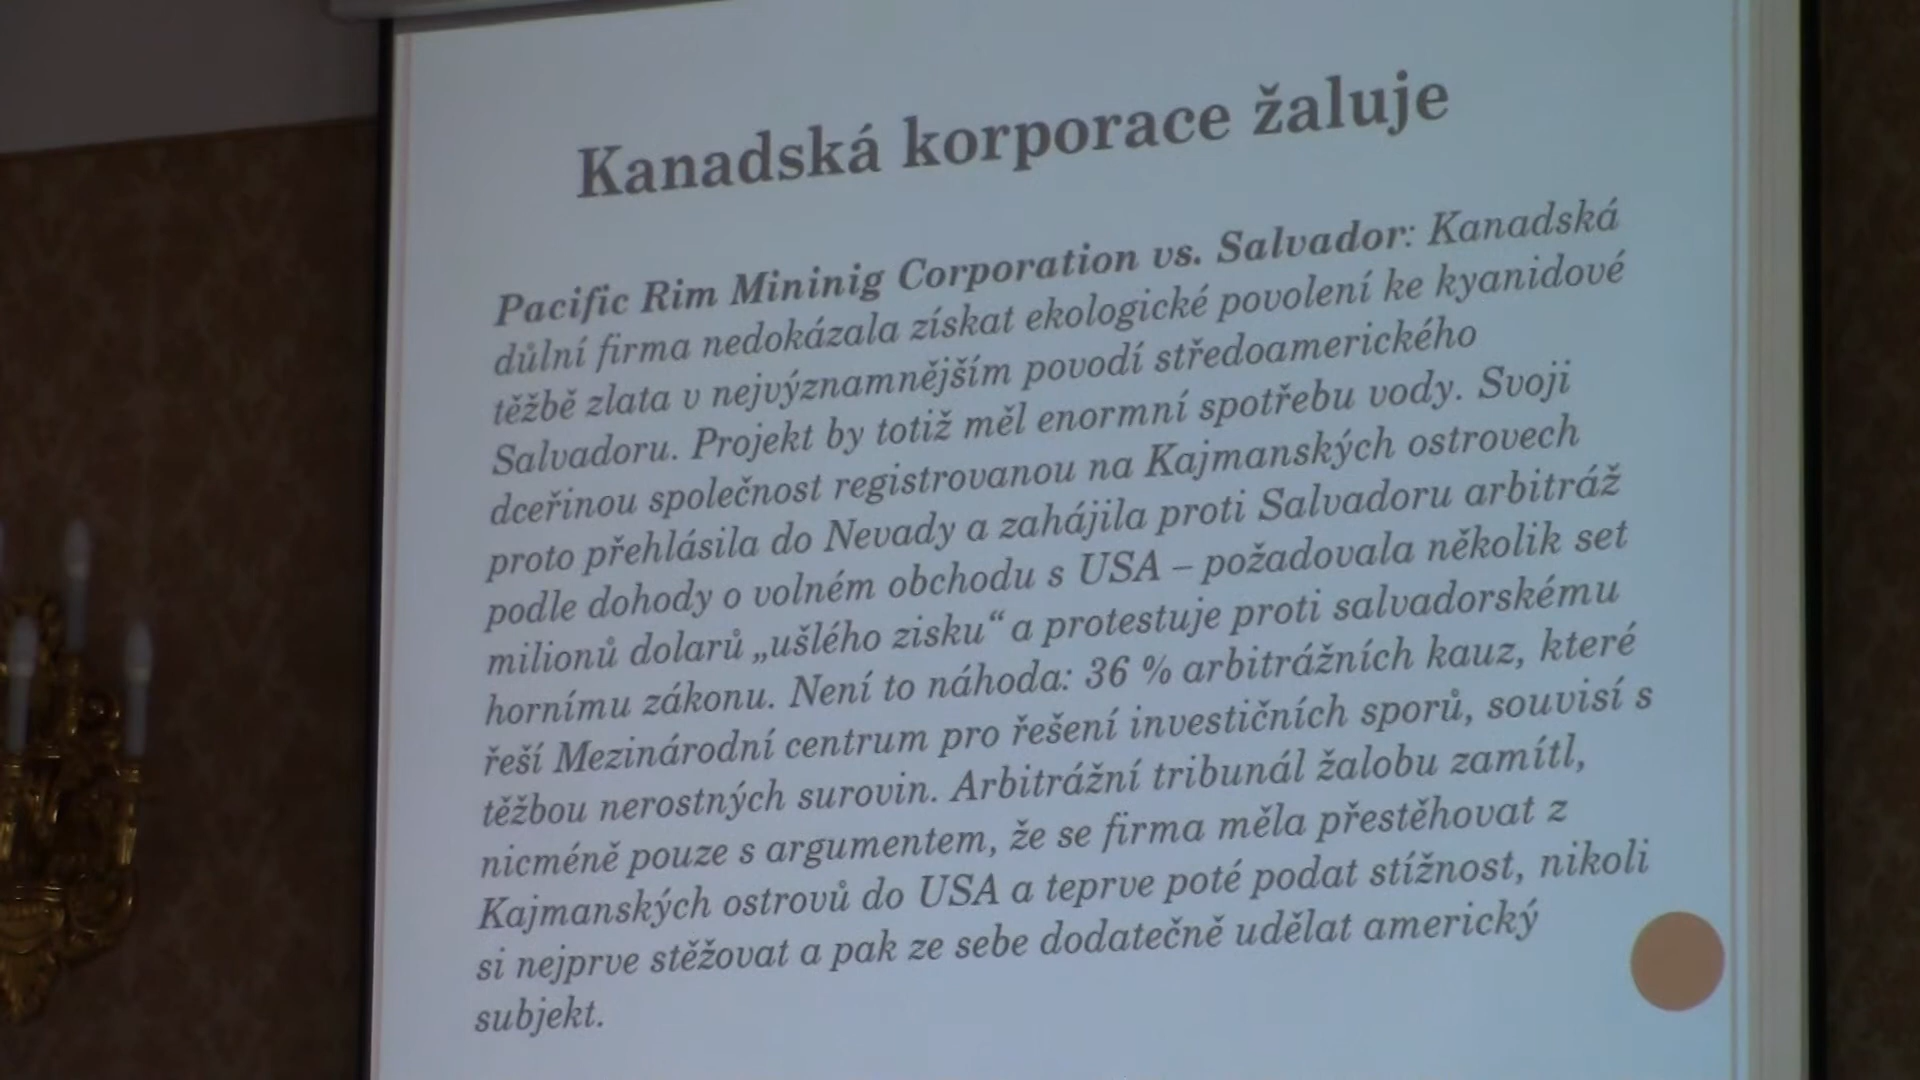 Kanadská korporace žaluje
Pacific Rim Mininig Corporation vs. Salvador: Kanadská
důlní firma nedokázala získat ekologické povolení ke kyanidové
těžbě zlata v nejvýznamnějším povodí středoamerického
Salvadoru. Projekt by totiž měl enormní spotřebu vody. Svoji
dceřinou společnost registrovanou na Kajmanských ostrovech
proto přehlásila do Nevady a zahájila proti Salvadoru arbitráž
podle dohody o volném obchodu s USA – požadovala několik set
milionů dolarů „ušlého zisku“ a protestuje proti salvadorskému
hornímu zákonu. Není to náhoda: 36 % arbitrážních kauz, které
řeší Mezinárodní centrum pro řešení investičních sporů, souvisí s
těžbou nerostných surovin. Arbitrážní tribunál žalobu zamítl,
nicméně pouze s argumentem, že se firma měla přestěhovat z
Kajmanských ostrovů do USA a teprve poté podat stížnost, nikoli
si nejprve stěžovat a pak ze sebe dodatečně udělat americký
subjekt.